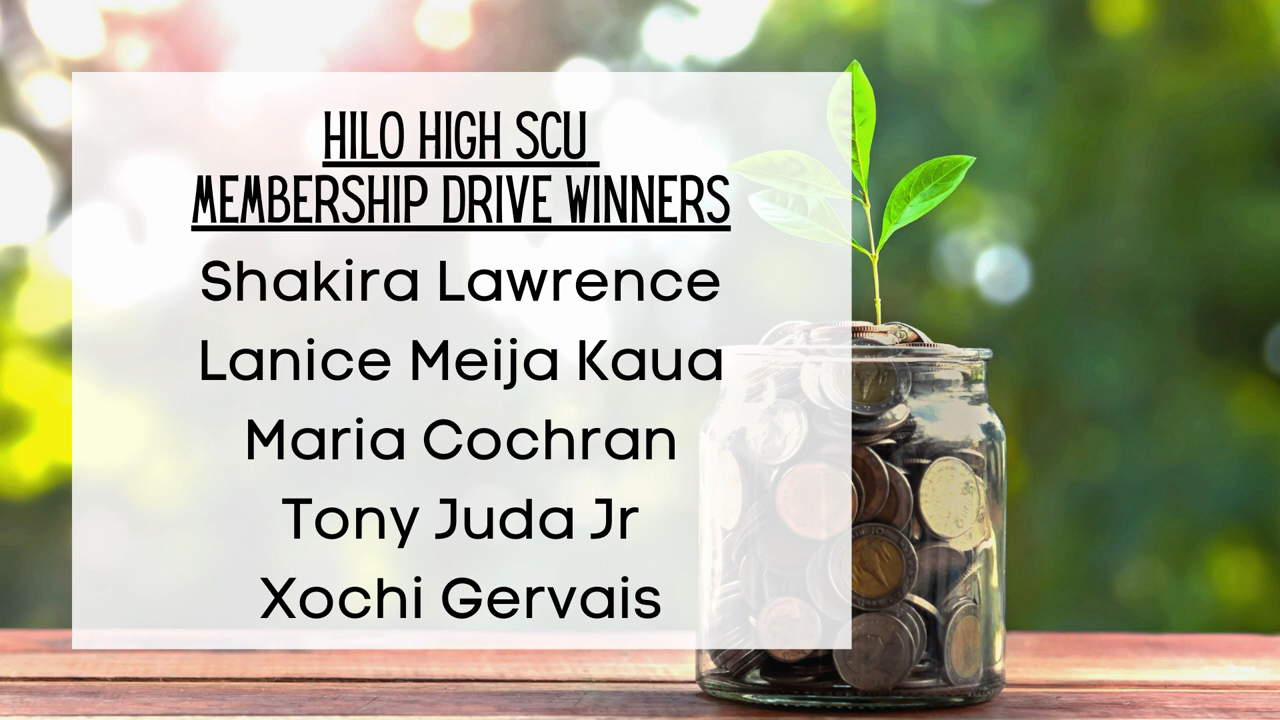 HILO HIGH SCU
MEMBERSHIP DRIVE WINNERS
Shakira Lawrence
Lanice Meija Kaua
Maria Cochran
Tony Juda Jr
Xochi Gervais